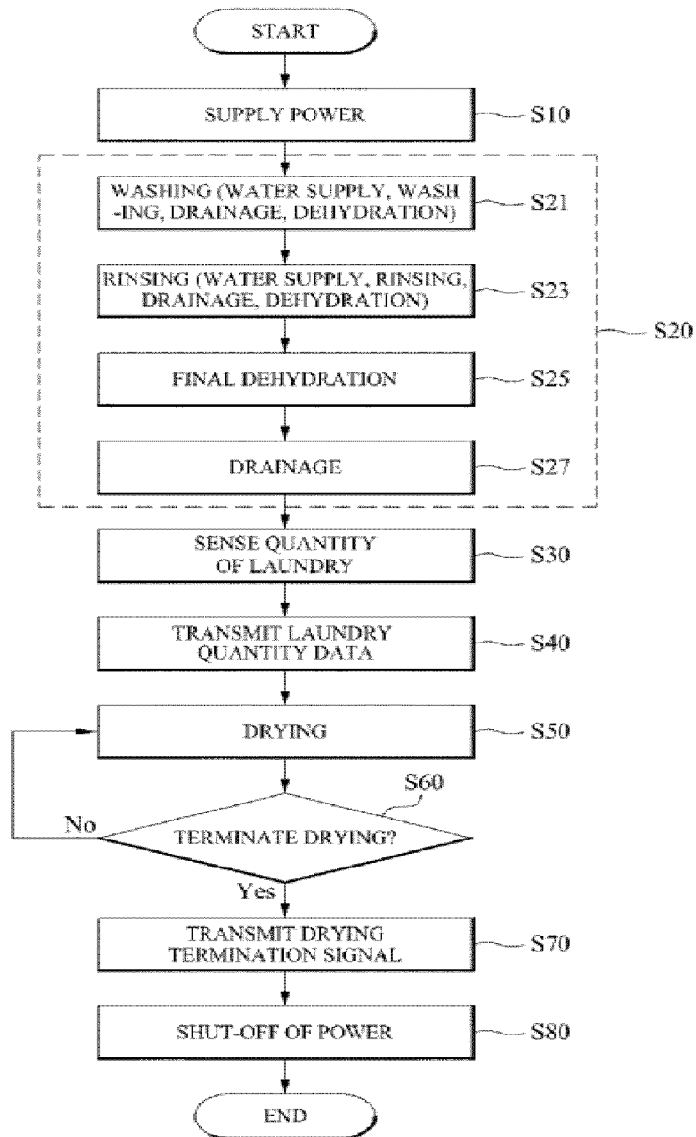 START
SUPPLY POWER
S10
WASHING (WATER SUPPLY, WASH
-ING, DRAINAGE, DEHYDRATION)
S21
RINSING (WATER SUPPLY, RINSING,
DRAINAGE, DEHYDRATION)
S23
S20
FINAL DEHYDRATION
S25
DRAINAGE
S27
SENSE QUANTITY
OF LAUNDRY
S30
TRANSMIT LAUNDRY
QUANTITY DATA
S40
DRYING
S50
S60
TERMINATE DRYING?
No
Yes
TRANSMIT DRYING
TERMINATION SIGNAL
S70
SHUT-OFF OF POWER
S80
END